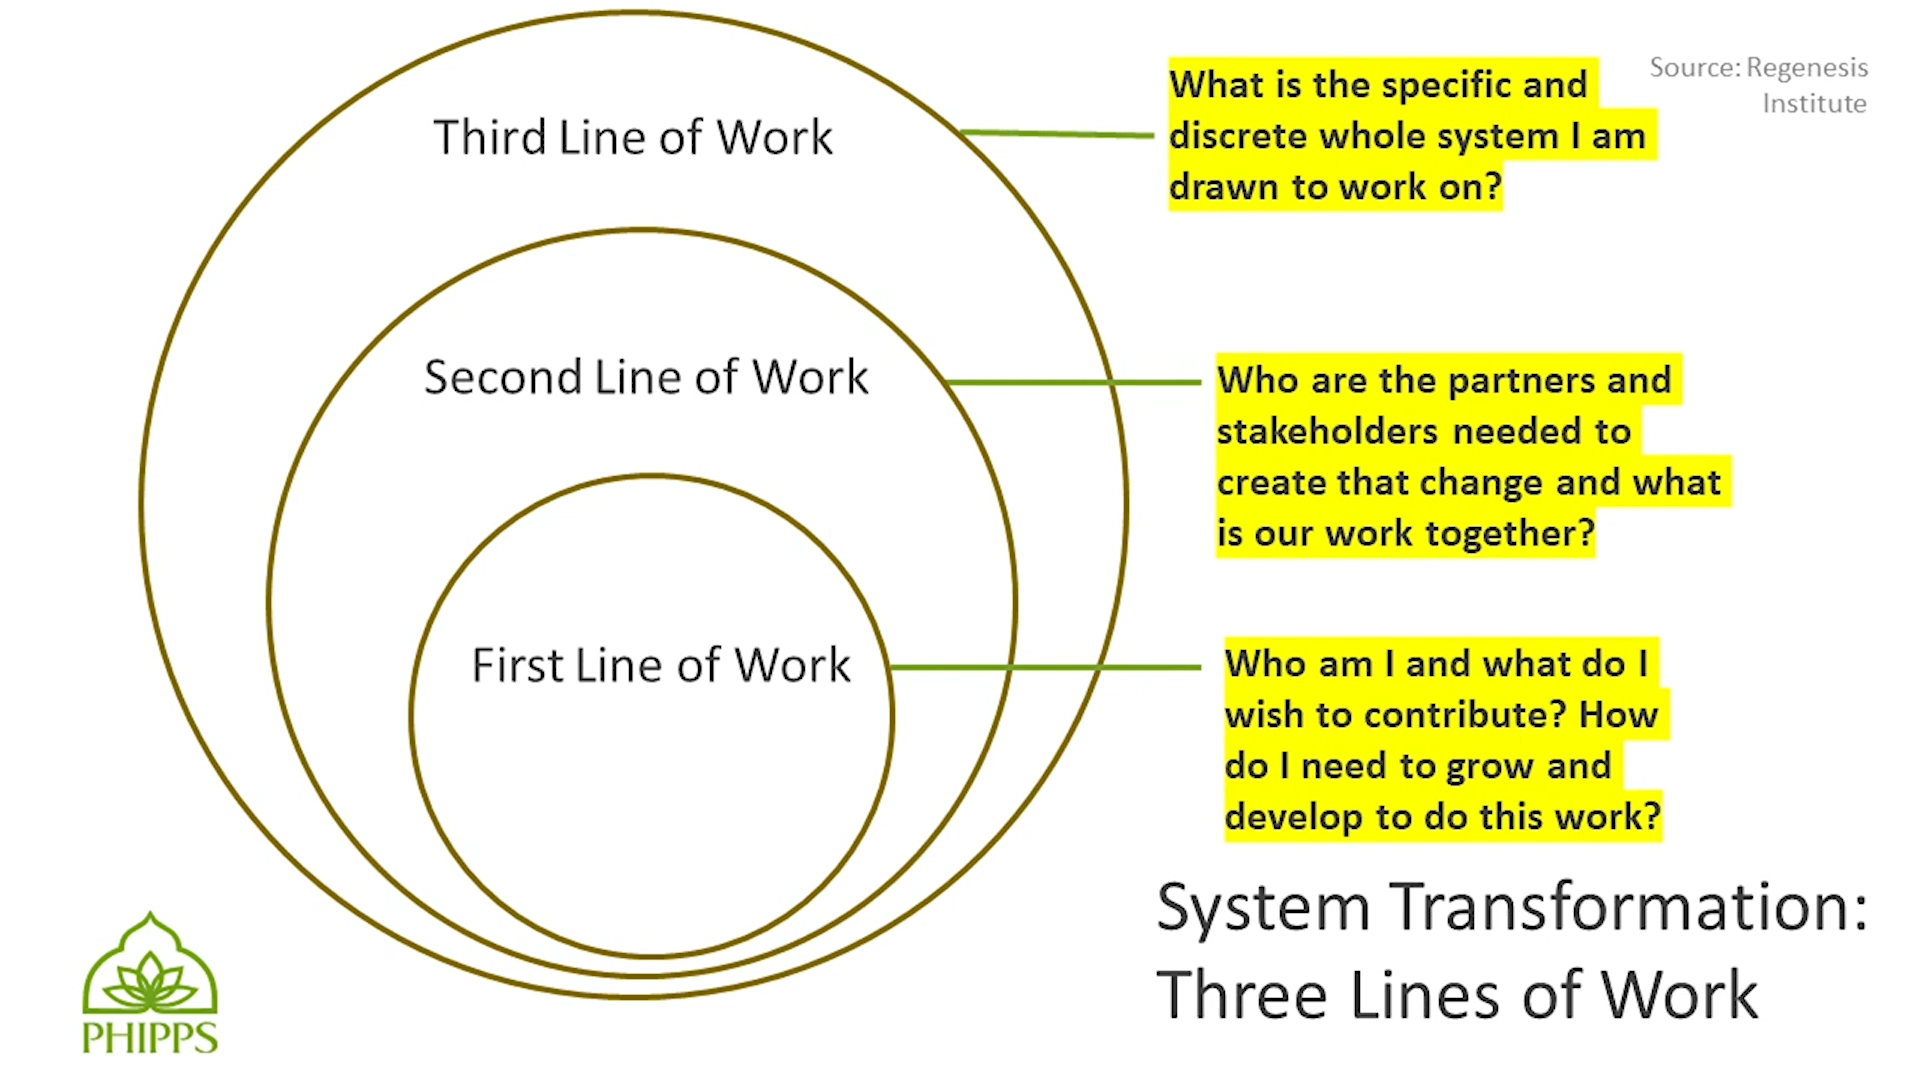 Source: Regenesis
Institute
Third Line of Work
What is the specific and
discrete whole system I am
drawn to work on?
Second Line of Work
Who are the partners and
stakeholders needed to
create that change and what
is our work together?
First Line of Work
Who am I and what do I
wish to contribute? How
do I need to grow and
develop to do this work?
System Transformation:
Three Lines of Work
PHIPPS